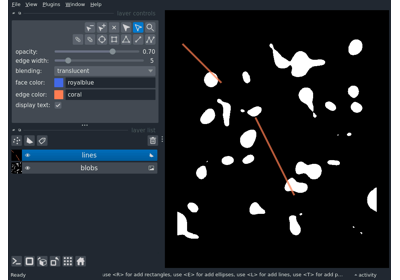 File View Plugins Window Help
layer controls
opacity: 0.70
edge width: 5
blending: translucent
face color: royalblue
edge color: coral
display text:
layer list
lines
blobs
Ready use <R> for add rectangles, use <E> for add ellipses, use <L> for add lines, use <T> for add p... activity